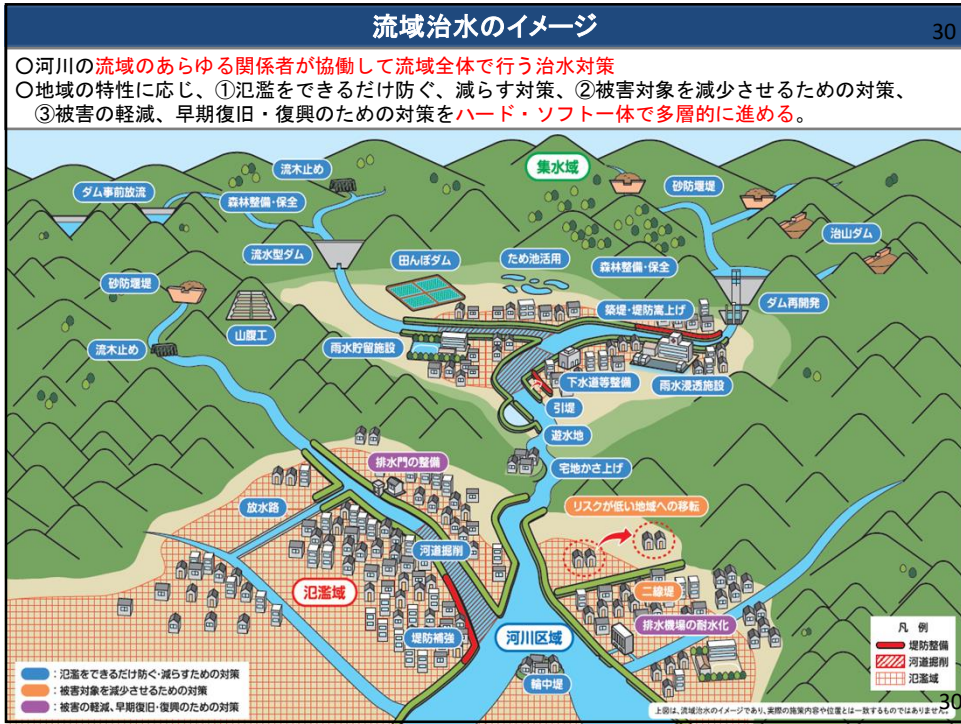 流域治水のイメージ
30
〇河川の流域のあらゆる関係者が協働して流域全体で行う治水対策
〇地域の特性に応じ、①氾濫をできるだけ防ぐ、減らす対策、②被害対象を減少させるための対策、
③被害の軽減、早期復旧・復興のための対策をハード・ソフト一体で多層的に進める。
流木止め
集水域
ダム事前放流
砂防堰堤
森林整備・保全
治山ダム
流水型ダム
田んぼダム
ため池活用
森林整備・保全
砂防堰堤
ダム再開発
築堤・堤防嵩上げ
山腹工
流木止め
雨水貯留施設
下水道等整備
雨水浸透施設
引堤
遊水地
排水門の整備
宅地かさ上げ
放水路
リスクが低い地域への移転
河道掘削
氾濫域
二線堤
排水機場の耐水化
堤防補強
河川区域
輪中堤
凡 例
堤防整備
河道掘削
氾濫域
:氾濫をできるだけ防ぐ・減らすための対策
:被害対象を減少させるための対策
:被害の軽減、早期復旧・復興のための対策
上図は、流域治水のイメージであり、実際の施策内容や位置とは一致するものではありません。
30